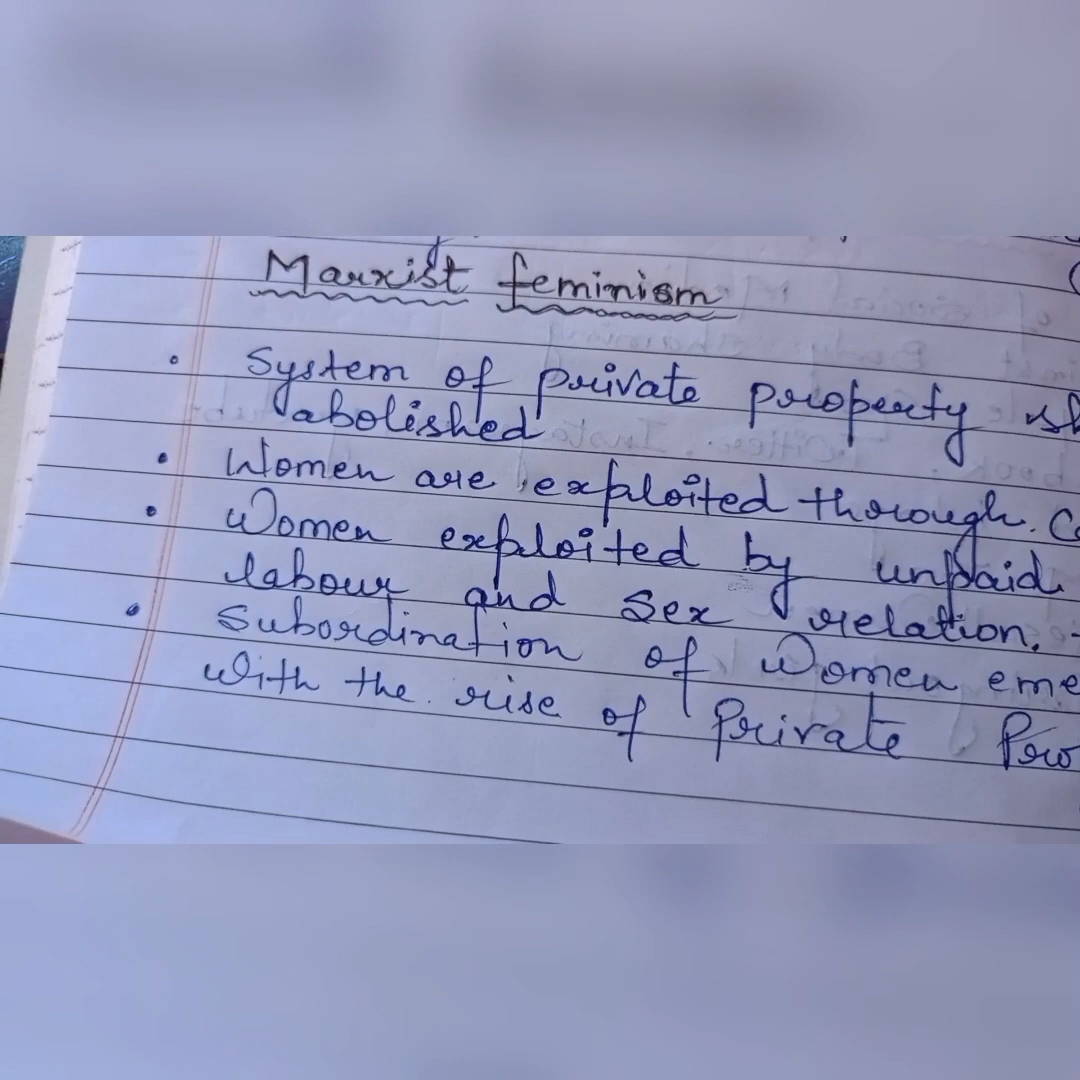 Marxist feminism
• System of private property
abolished
• Women are exploited thorough.
• Women exploited by unpaid
labour and sex relation.
• Subordination of Women
with the rise of Private